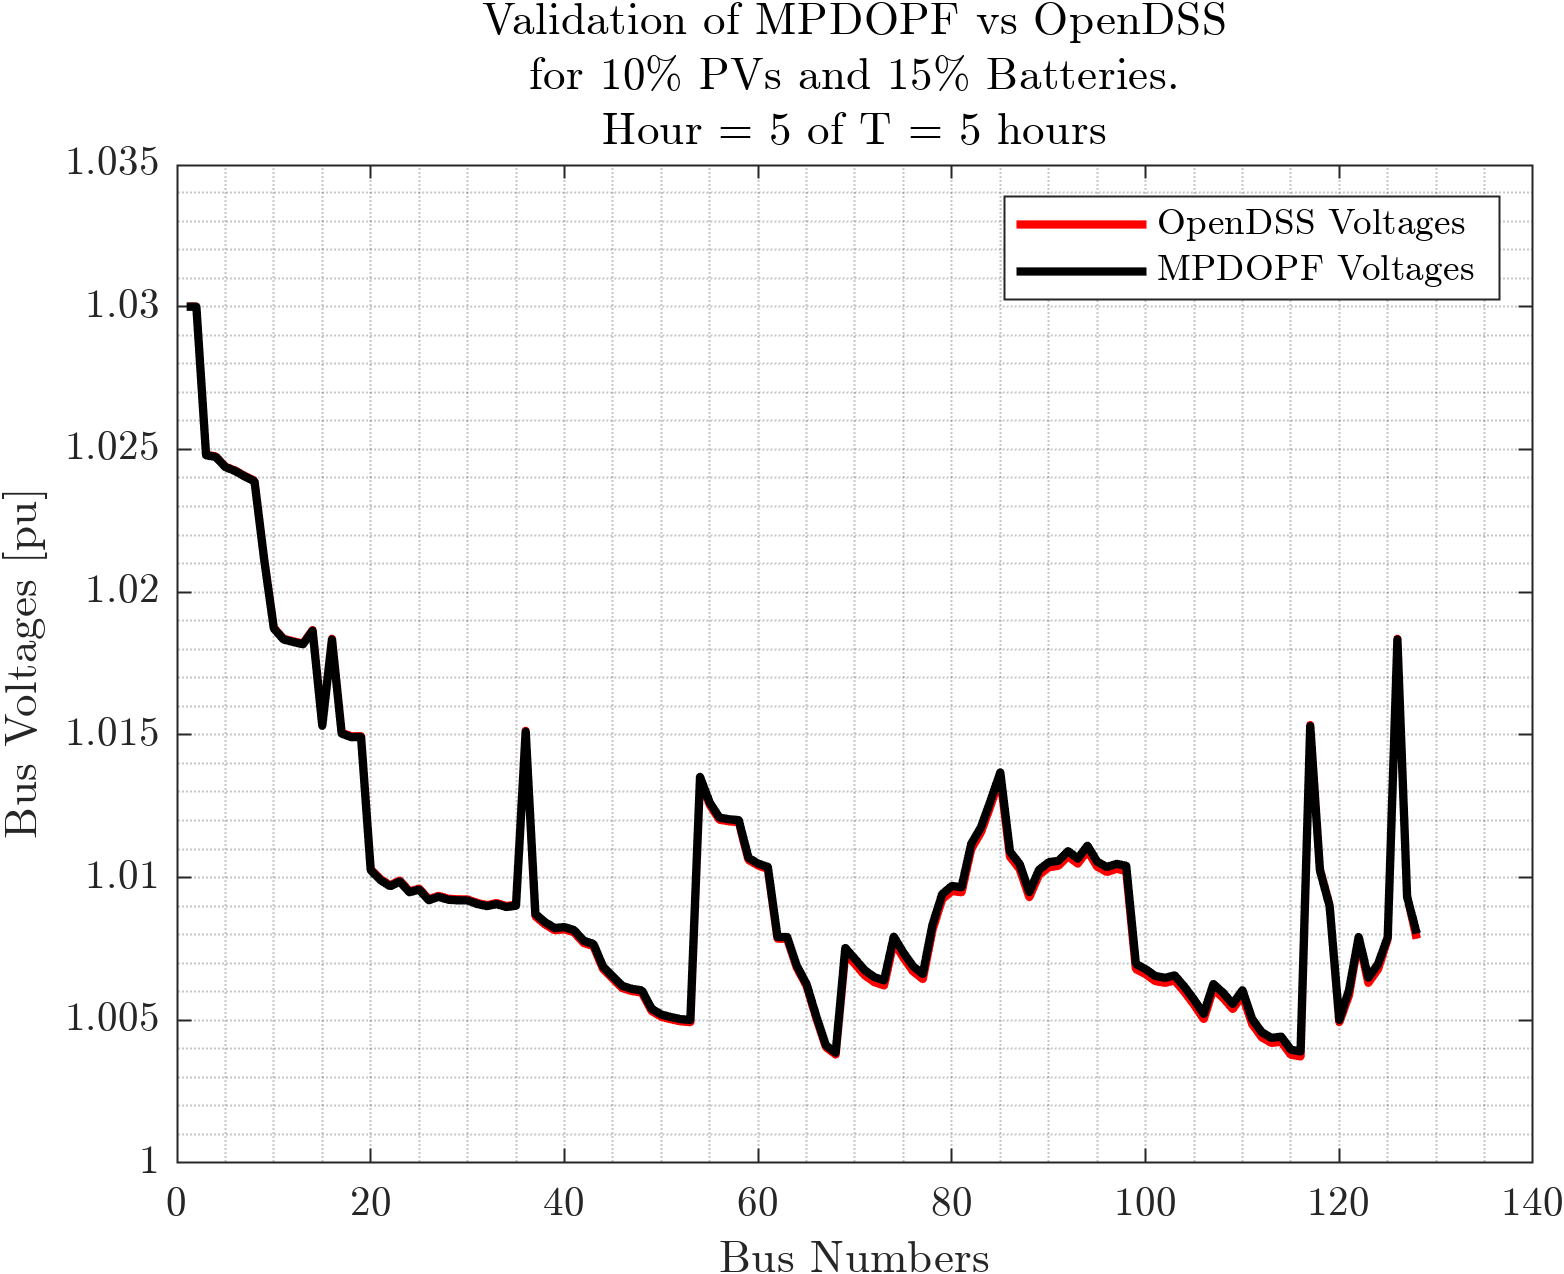 Validation of MPDOPF vs OpenDSS
for 10% PVs and 15% Batteries.
Hour = 5 of T = 5 hours
OpenDSS Voltages
MPDOPF Voltages
Bus Voltages [pu]
1.035
1.03
1.025
1.02
1.015
1.01
1.005
1
0 20 40 60 80 100 120 140
Bus Numbers